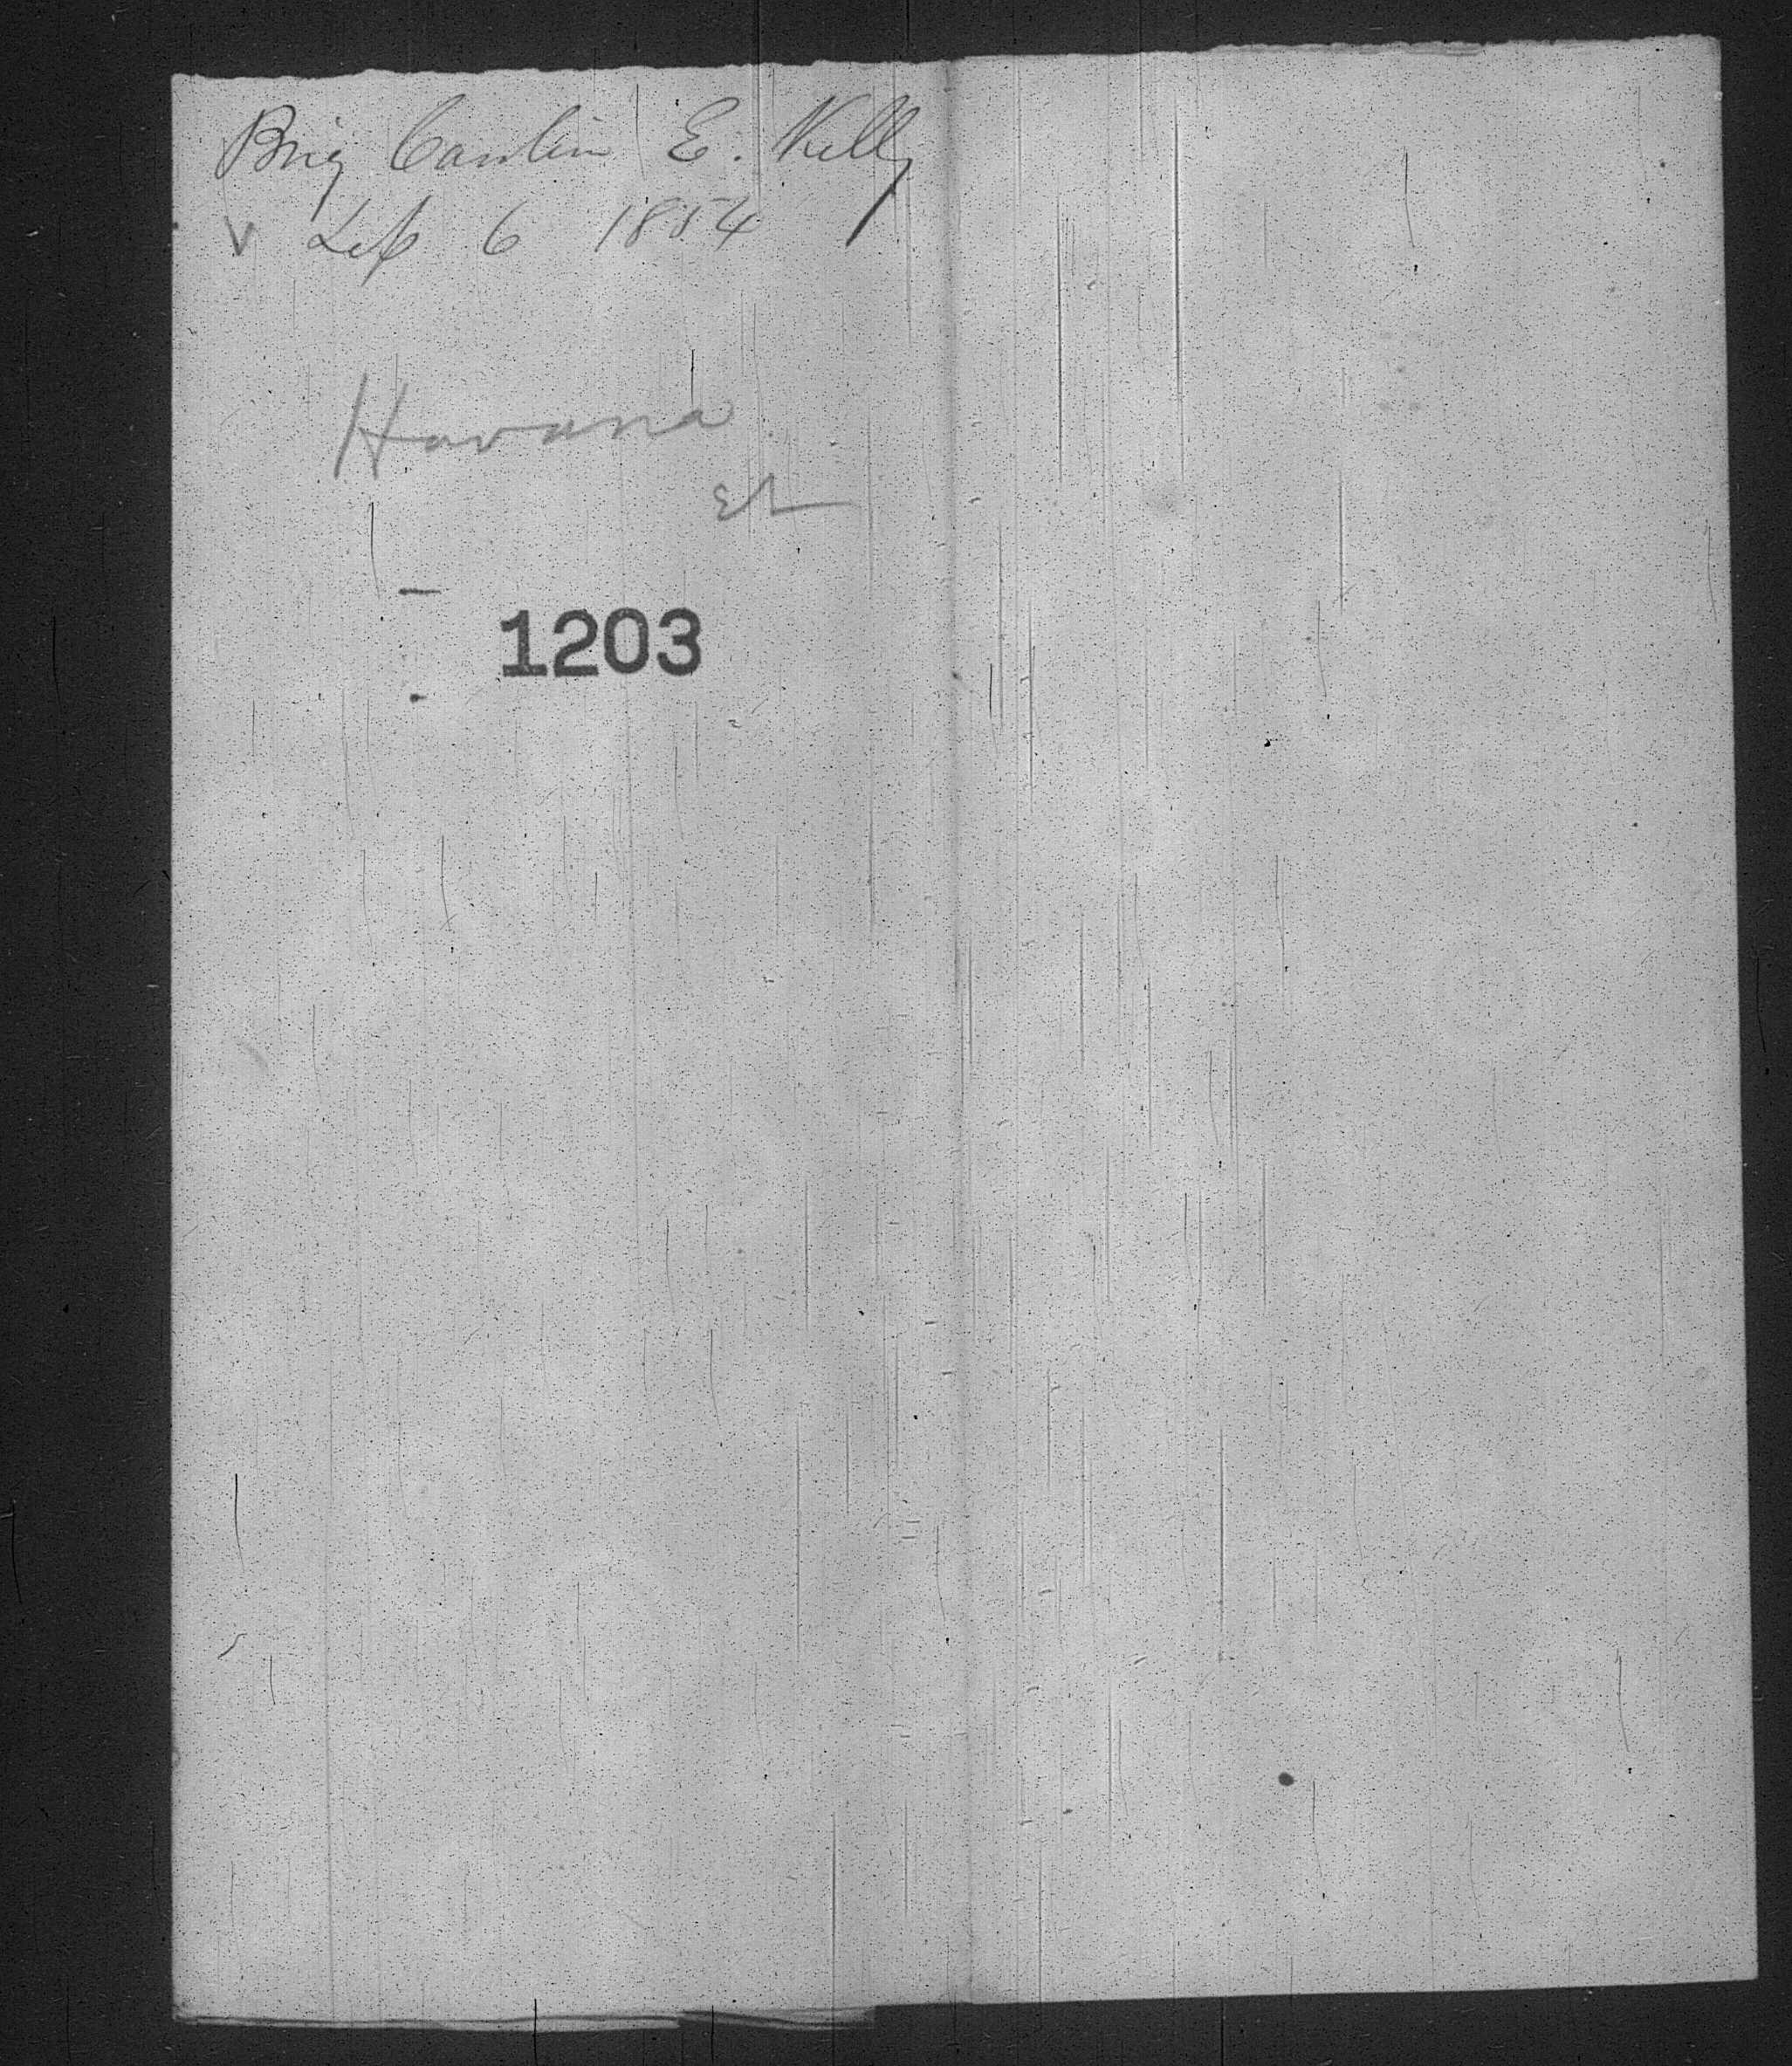 Brig Caroline E. Kelly
v Sep 6 1854
Havana
1203